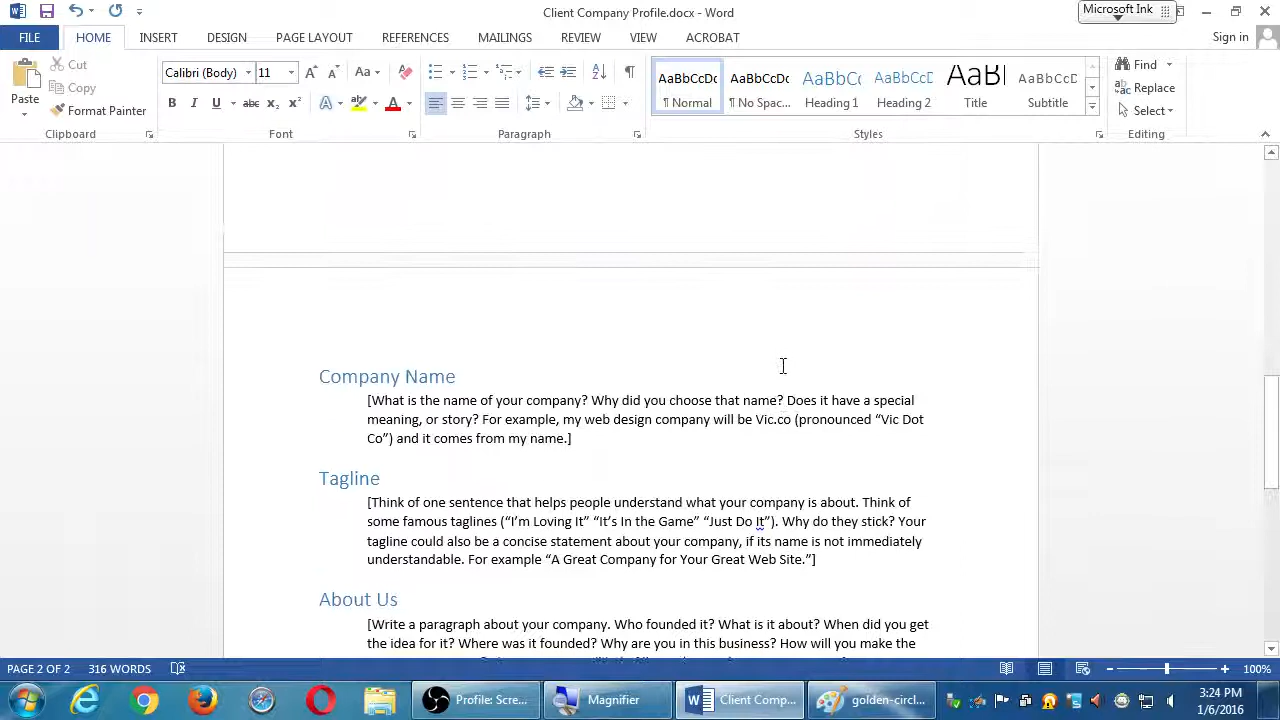 Client Company Profile.docx - Word
Microsoft Ink
FILE HOME INSERT DESIGN PAGE LAYOUT REFERENCES MAILINGS REVIEW VIEW ACROBAT Sign in
Paste
Cut
Copy
Format Painter
Clipboard
Calibri (Body) 11
Aa
B I U abc x₂ x² A A
Font
Paragraph
AaBbCcDc AaBbCcDc AaBbCc AaBbCcD AaB AaBbCcD
¶ Normal ¶ No Spac... Heading 1 Heading 2 Title Subtitle
Styles
Find
Replace
Select
Editing
Company Name
[What is the name of your company? Why did you choose that name? Does it have a special
meaning, or story? For example, my web design company will be Vic.co (pronounced “Vic Dot
Co”) and it comes from my name.]
Tagline
[Think of one sentence that helps people understand what your company is about. Think of
some famous taglines (“I’m Loving It” “It’s In the Game” “Just Do It”). Why do they stick? Your
tagline could also be a concise statement about your company, if its name is not immediately
understandable. For example “A Great Company for Your Great Web Site.”]
About Us
[Write a paragraph about your company. Who founded it? What is it about? When did you get
the idea for it? Where was it founded? Why are you in this business? How will you make the
PAGE 2 OF 2 316 WORDS 100%
Profile: Scre... Magnifier Client Comp... golden-circl...
3:24 PM
1/6/2016